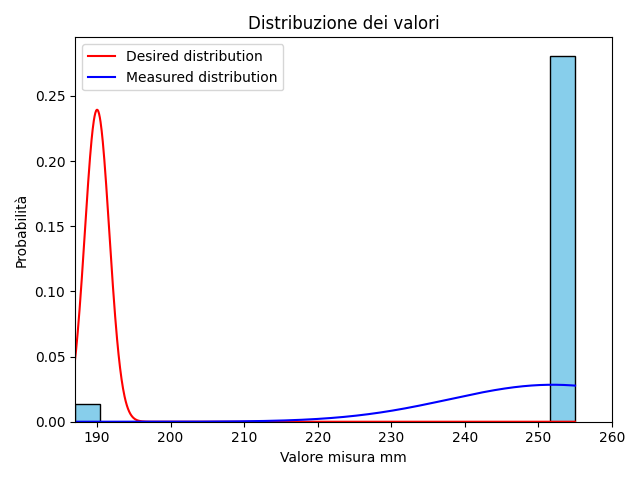 Distribuzione dei valori
Desired distribution
Measured distribution
Probabilità
0.25
0.20
0.15
0.10
0.05
0.00
190 200 210 220 230 240 250 260
Valore misura mm